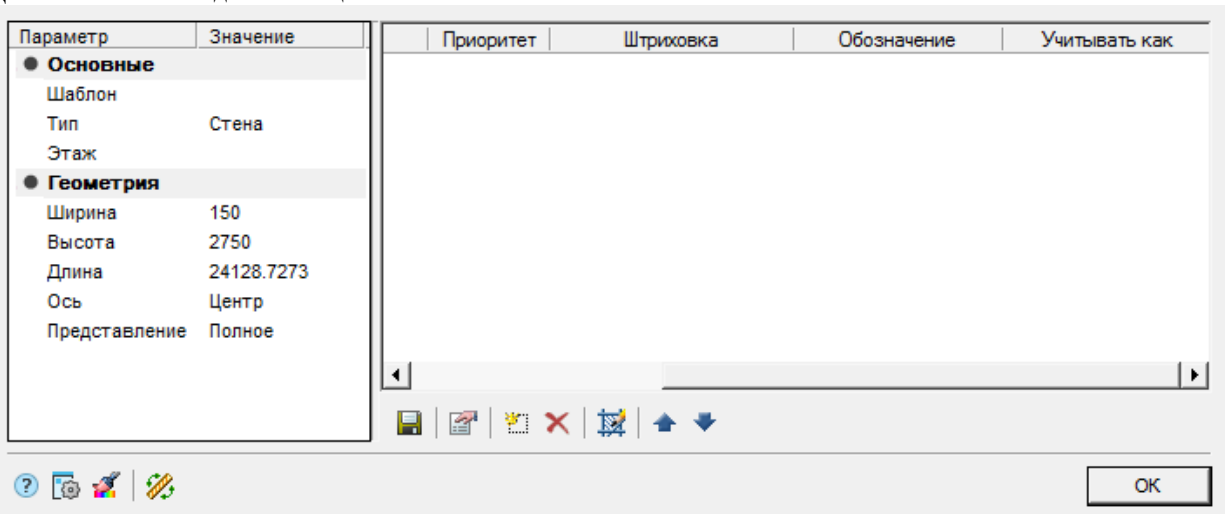 Параметр Значение
Основные
Шаблон
Тип Стена
Этаж
Геометрия
Ширина 150
Высота 2750
Длина 24128.7273
Ось Центр
Представление Полное
Приоритет Штриховка Обозначение Учитывать как
ОК